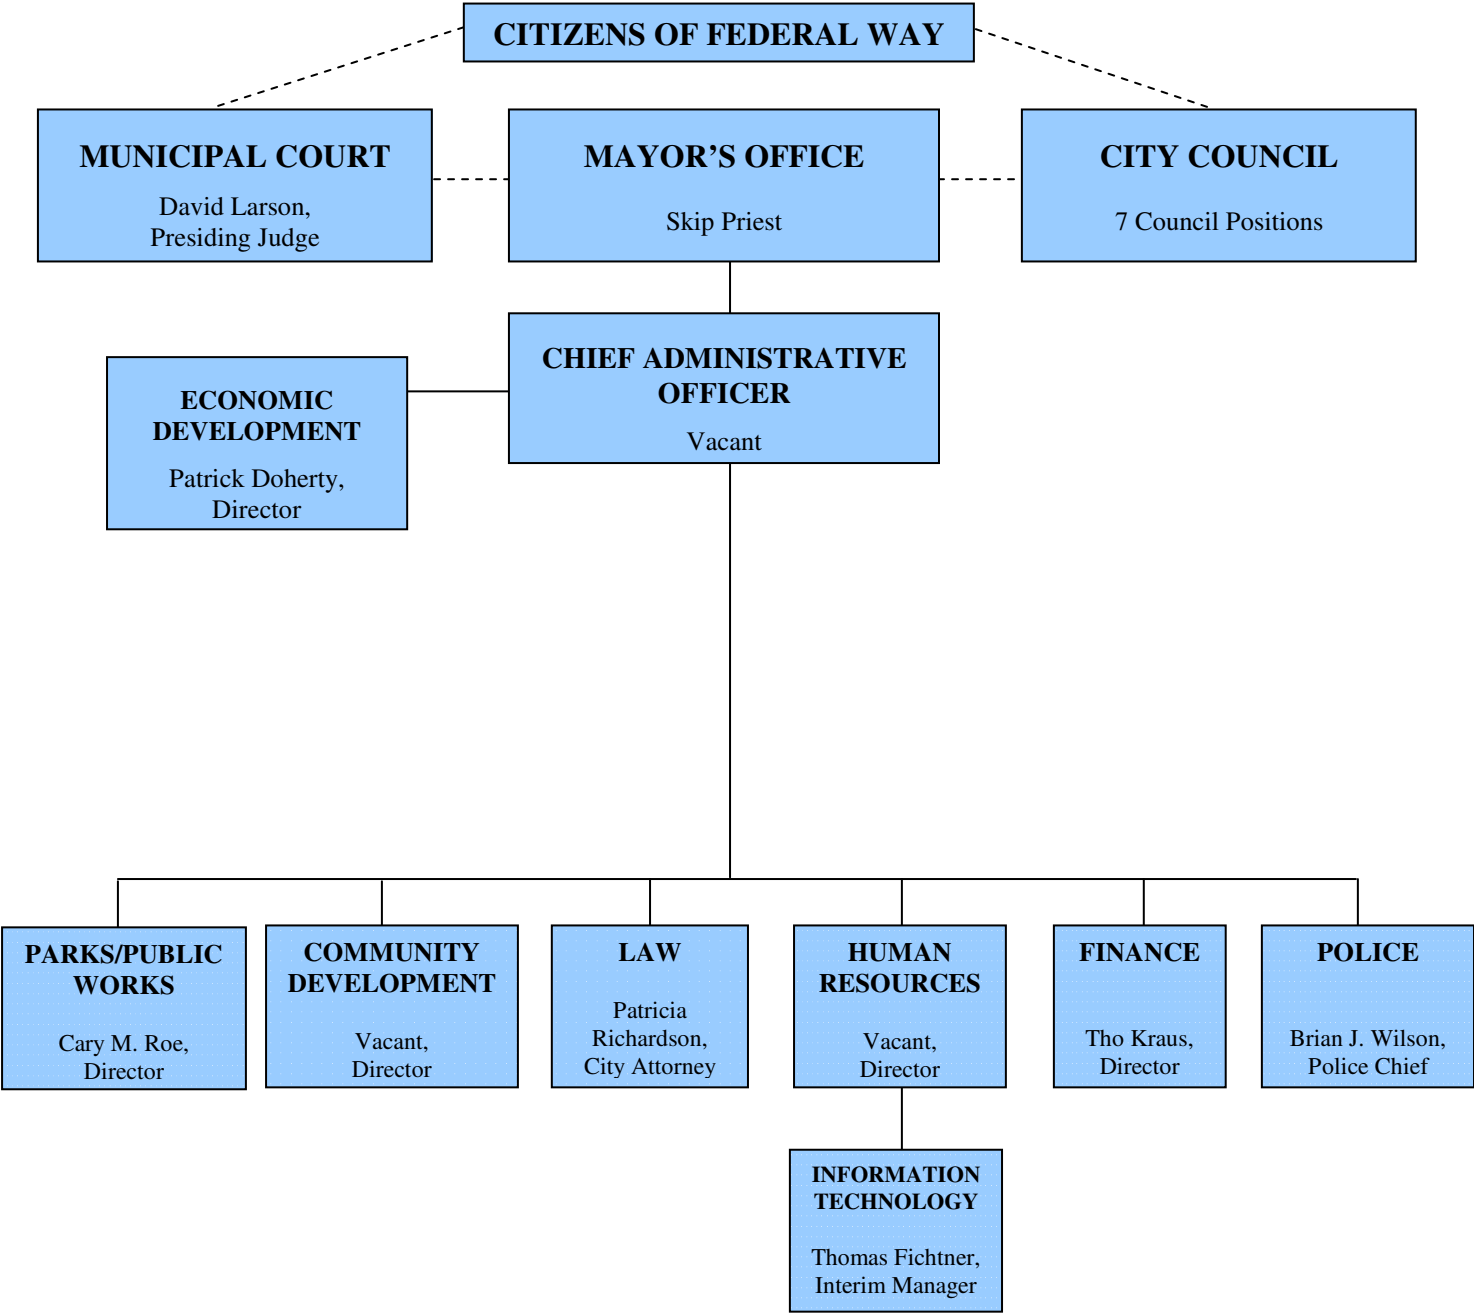 CITIZENS OF FEDERAL WAY
MUNICIPAL COURT
David Larson,
Presiding Judge
MAYOR’S OFFICE
Skip Priest
CITY COUNCIL
7 Council Positions
CHIEF ADMINISTRATIVE
OFFICER
Vacant
ECONOMIC
DEVELOPMENT
Patrick Doherty,
Director
PARKS/PUBLIC
WORKS
Cary M. Roe,
Director
COMMUNITY
DEVELOPMENT
Vacant,
Director
LAW
Patricia
Richardson,
City Attorney
HUMAN
RESOURCES
Vacant,
Director
FINANCE
Tho Kraus,
Director
POLICE
Brian J. Wilson,
Police Chief
INFORMATION
TECHNOLOGY
Thomas Fichtner,
Interim Manager